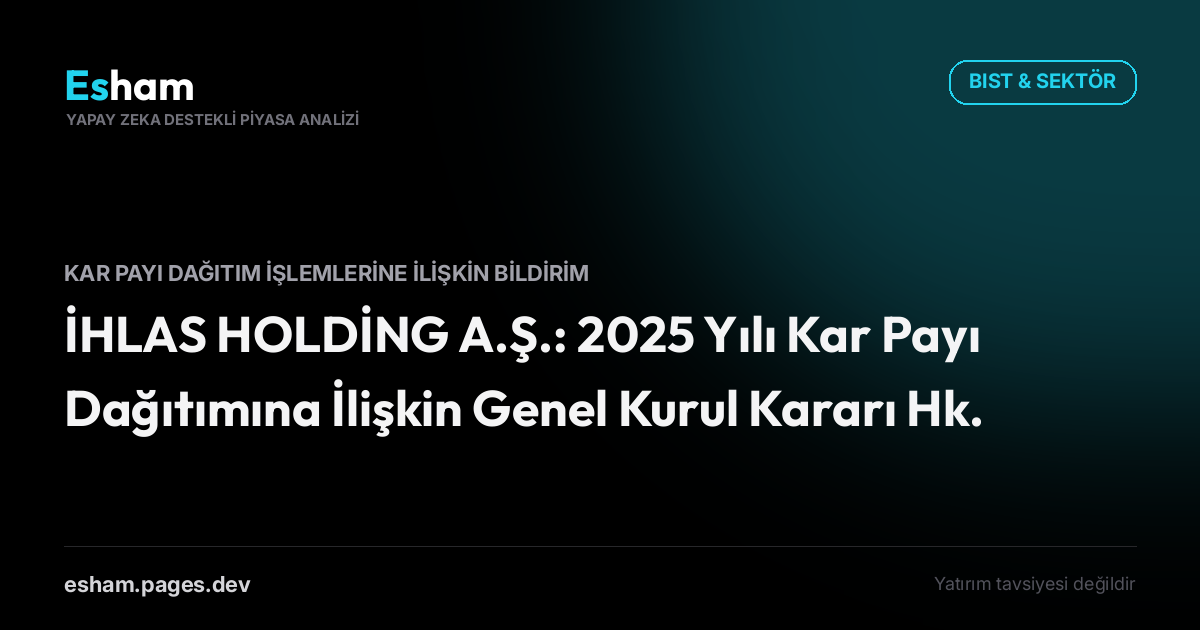 Esham
YAPAY ZEKA DESTEKLİ PİYASA ANALİZİ
BIST & SEKTÖR
KAR PAYI DAĞITIM İŞLEMLERİNE İLİŞKİN BİLDİRİM
İHLAS HOLDİNG A.Ş.: 2025 Yılı Kar Payı
Dağıtımına İlişkin Genel Kurul Kararı Hk.
esham.pages.dev
Yatırım tavsiyesi değildir